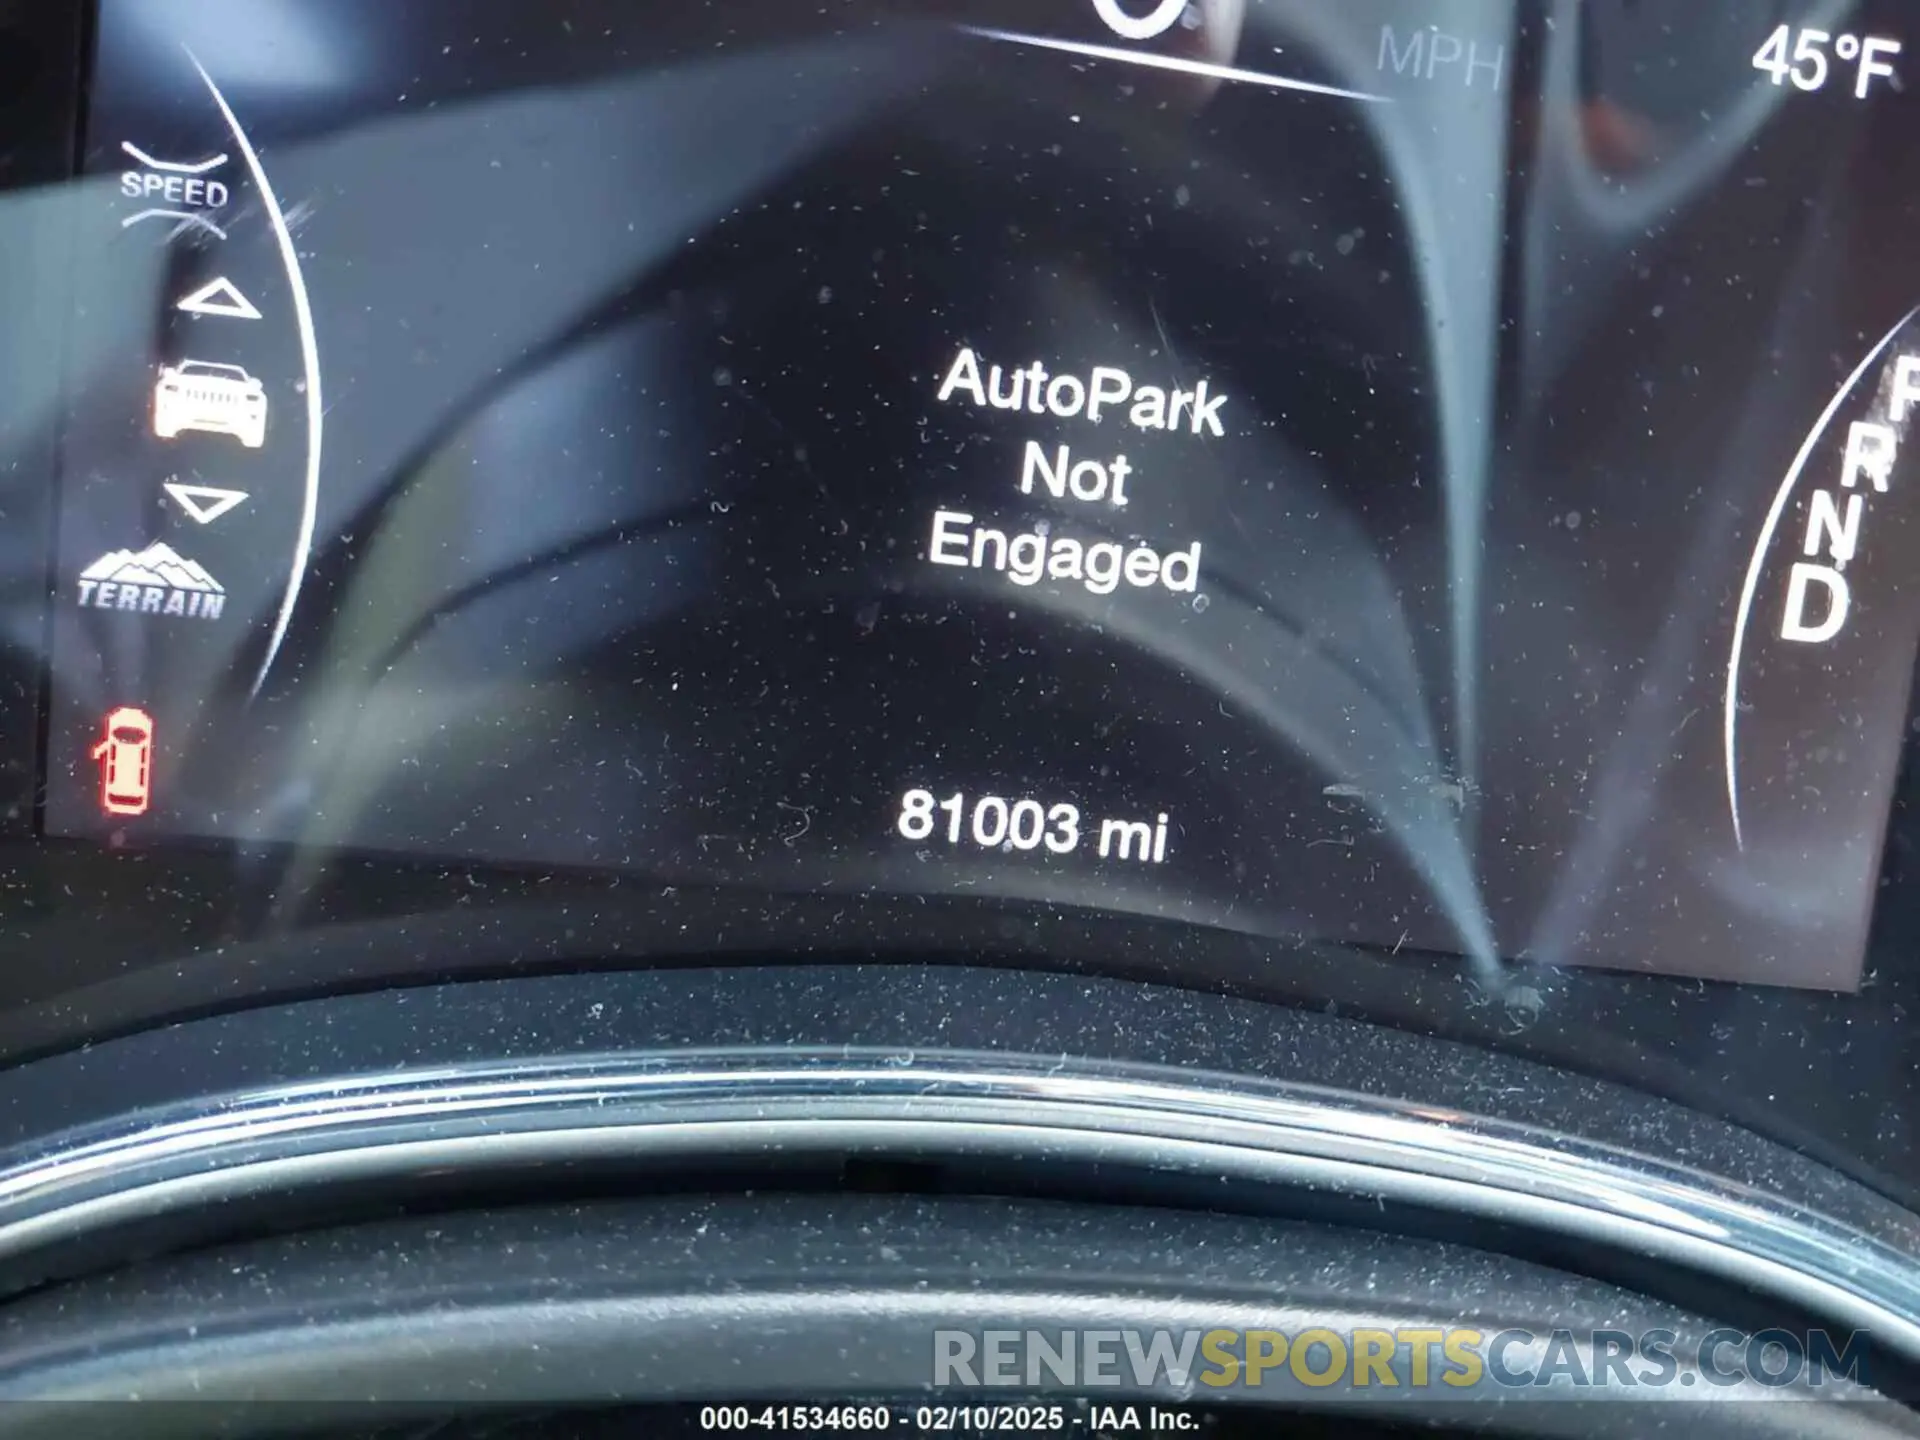 MPH
45°F
SPEED
AutoPark
Not
Engaged
P
R
N
D
TERRAIN
81003 mi
RENEWSPORTSCARS.COM
000-41534660 - 02/10/2025 - IAA Inc.